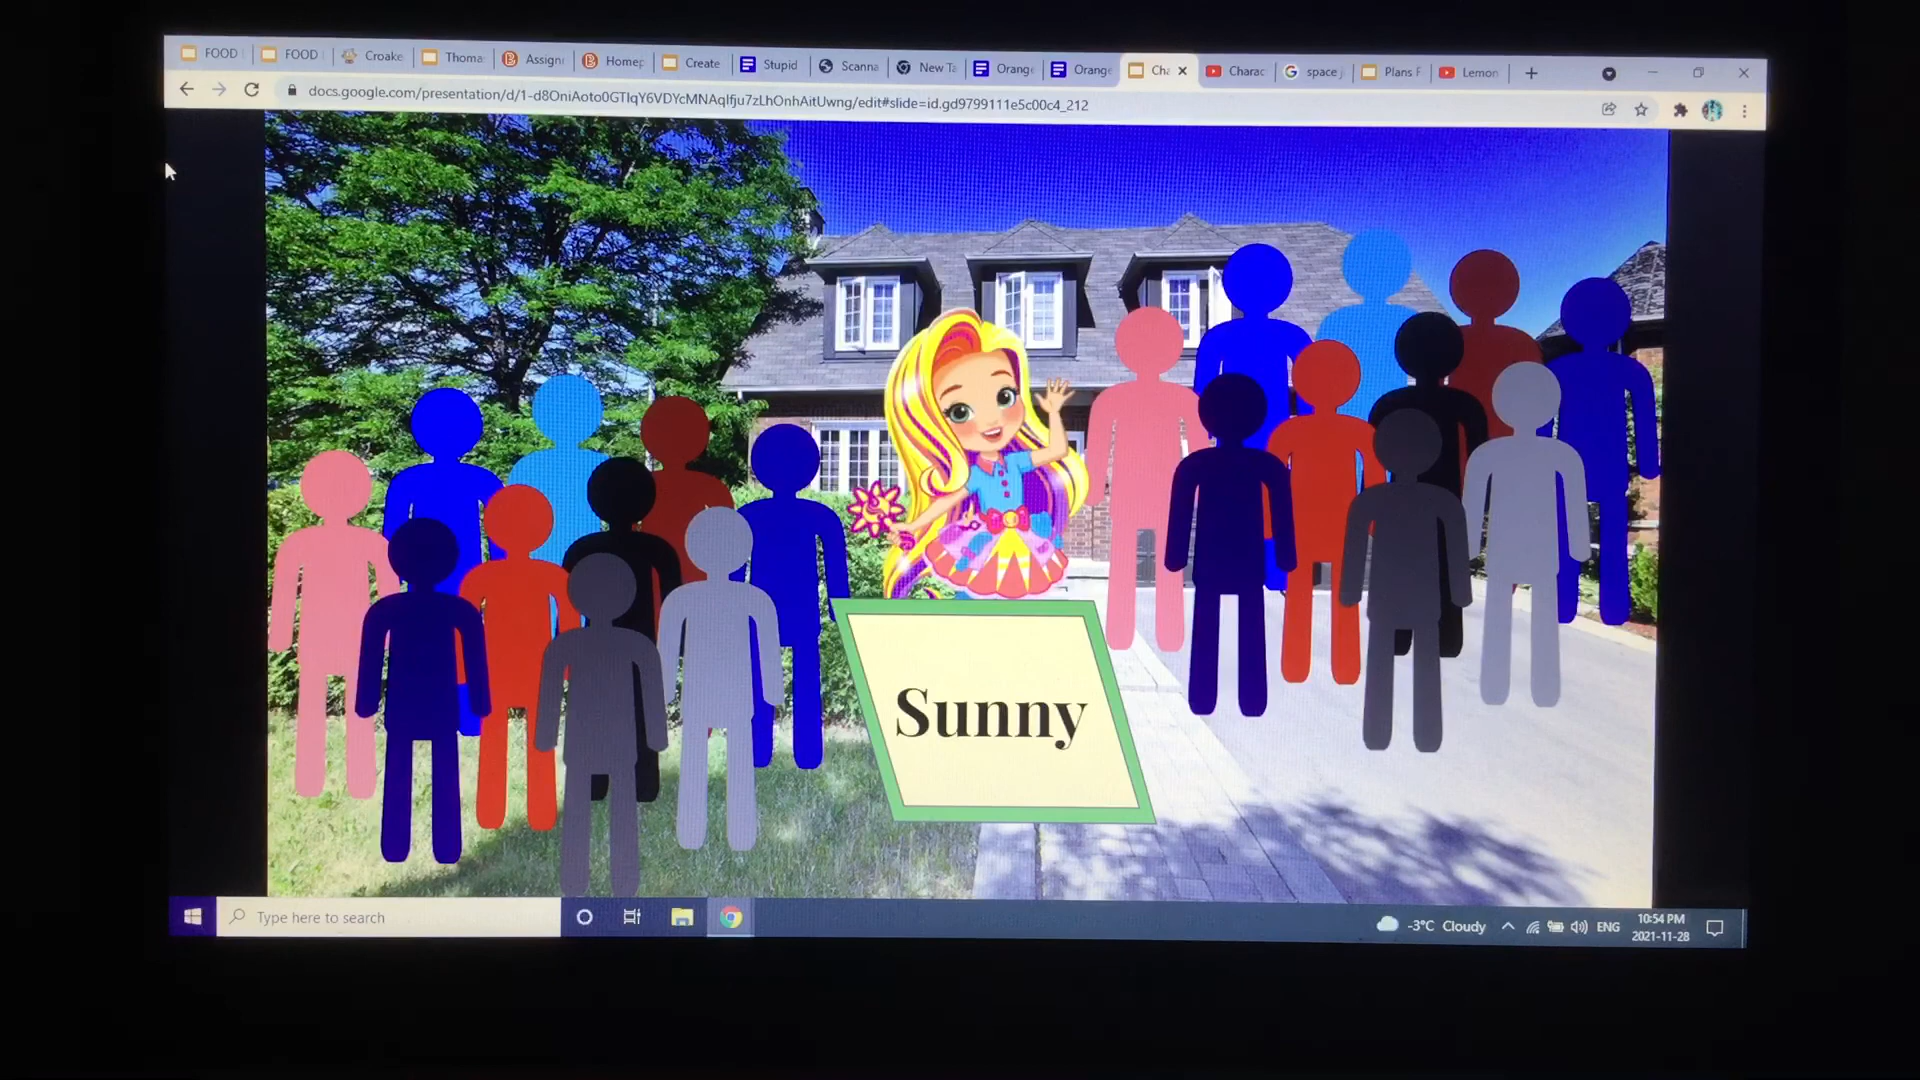 FOOD
FOOD
Croake
Thoma
Assign
Homep
Create
Stupid
Scanna
New Ta
Orange
Orange
Cha
Charac
space j
Plans F
Lemon
docs.google.com/presentation/d/1-d8OniAoto0GTIqY6VDYcMNAqIfju7zLhOnhAitUwng/edit#slide=id.gd9799111e5c00c4_212
Sunny
Type here to search
-3°C Cloudy
ENG
10:54 PM
2021-11-28